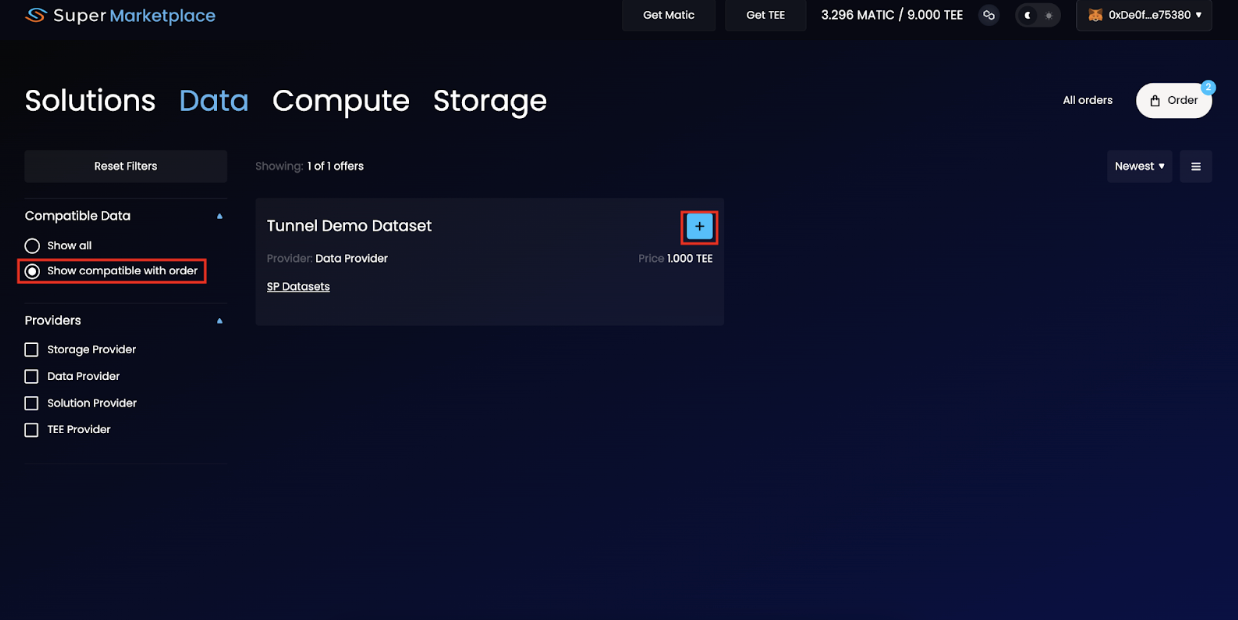 Super Marketplace
Get Matic
Get TEE
3.296 MATIC / 9.000 TEE
0xDe0f...e75380
Solutions Data Compute Storage
All orders
Order
2
Reset Filters
Showing: 1 of 1 offers
Newest
Compatible Data
Show all
Show compatible with order
Tunnel Demo Dataset
+
Provider: Data Provider
Price 1.000 TEE
SP Datasets
Providers
Storage Provider
Data Provider
Solution Provider
TEE Provider